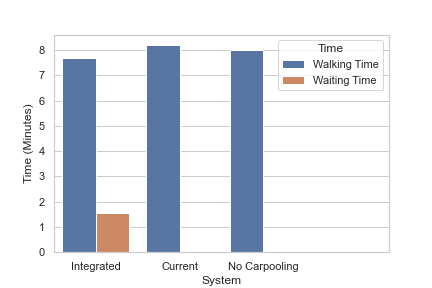 8
7
6
5
4
3
2
1
0
Time (Minutes)
Time
Walking Time
Waiting Time
Integrated Current No Carpooling
System